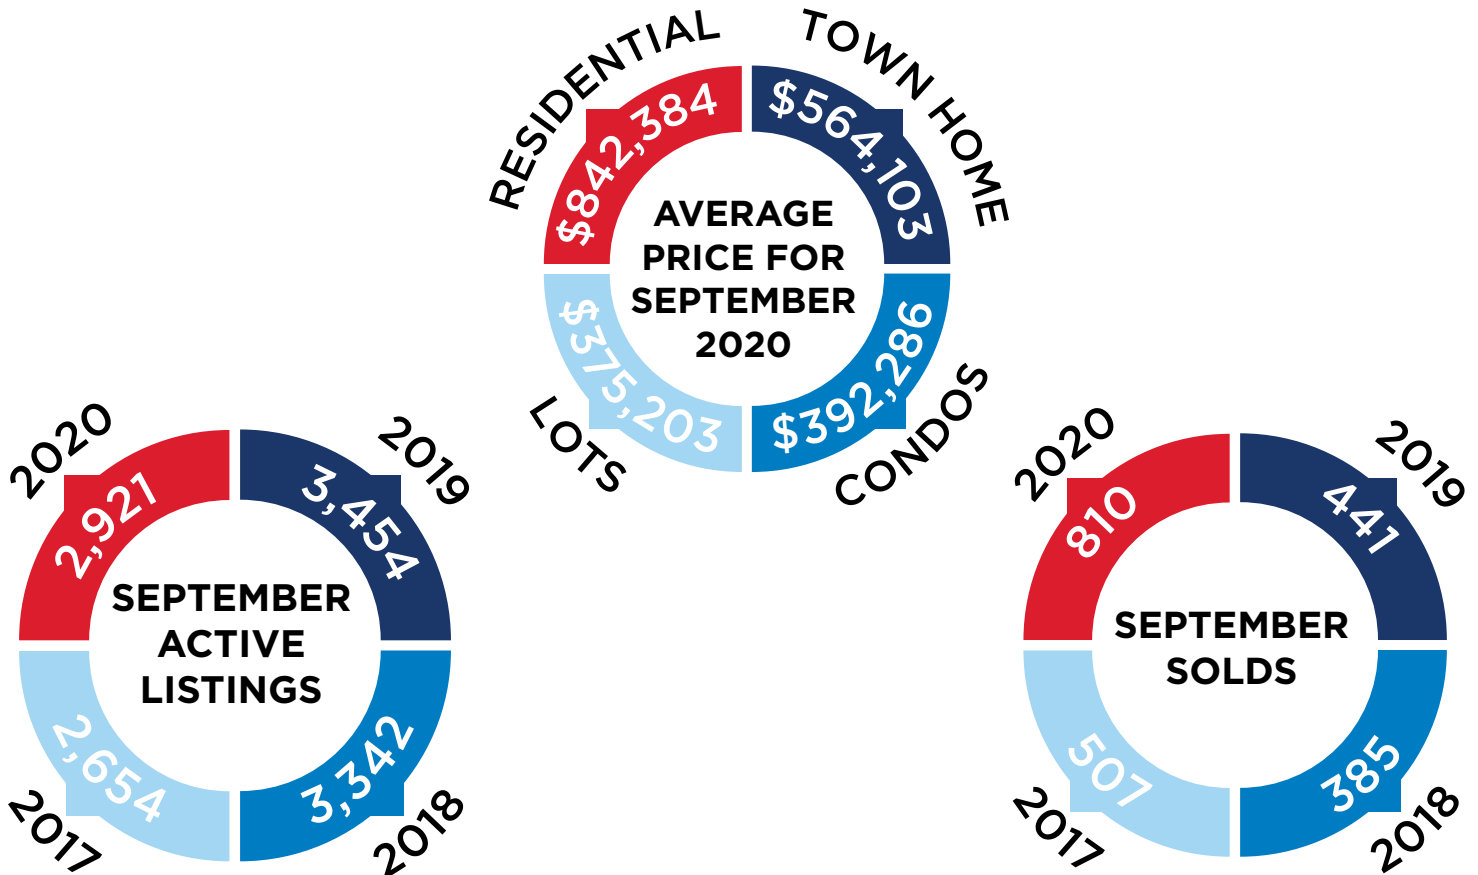 RESIDENTIAL
TOWN HOME
$842,384
$564,103
AVERAGE
PRICE FOR
SEPTEMBER
2020
$375,203
$392,286
LOTS
CONDOS
2020
2019
2,921
3,454
SEPTEMBER
ACTIVE
LISTINGS
2,654
3,342
2017
2018
2020
2019
810
441
SEPTEMBER
SOLDS
507
385
2017
2018